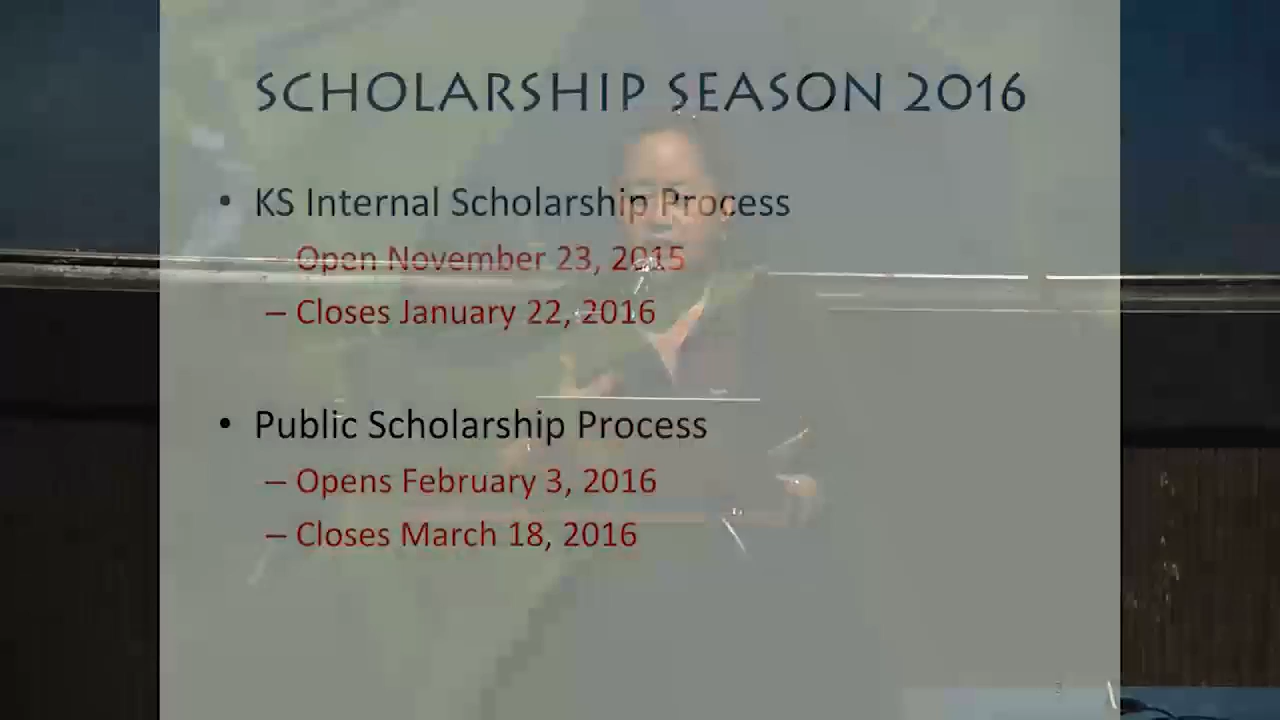 SCHOLARSHIP SEASON 2016
• KS Internal Scholarship Process
– Open November 23, 2015
– Closes January 22, 2016
• Public Scholarship Process
– Opens February 3, 2016
– Closes March 18, 2016